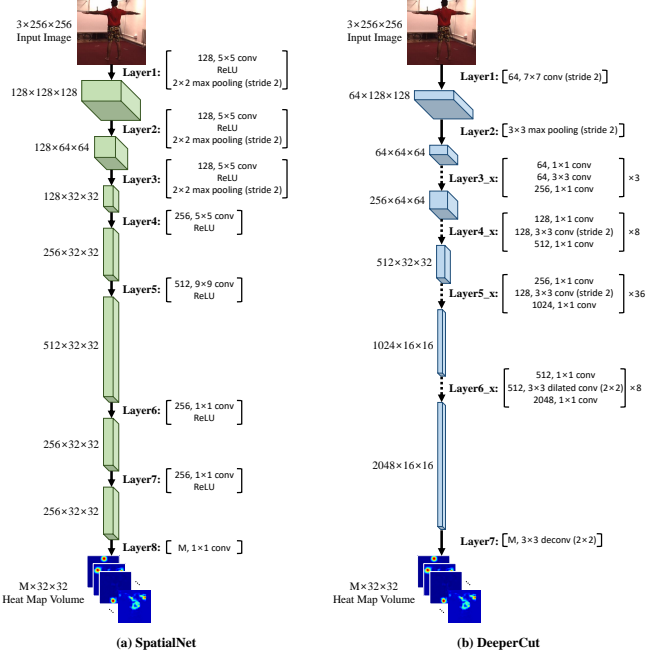 3×256×256
Input Image
Layer1:
128, 5×5 conv
ReLU
2×2 max pooling (stride 2)
128×128×128
Layer2:
128, 5×5 conv
ReLU
2×2 max pooling (stride 2)
128×64×64
Layer3:
128, 5×5 conv
ReLU
2×2 max pooling (stride 2)
128×32×32
Layer4:
256, 5×5 conv
ReLU
256×32×32
Layer5:
512, 9×9 conv
ReLU
512×32×32
Layer6:
256, 1×1 conv
ReLU
256×32×32
Layer7:
256, 1×1 conv
ReLU
256×32×32
Layer8:
M, 1×1 conv
M×32×32
Heat Map Volume
(a) SpatialNet
3×256×256
Input Image
Layer1:
64, 7×7 conv (stride 2)
64×128×128
Layer2:
3×3 max pooling (stride 2)
64×64×64
Layer3_x:
64, 1×1 conv
64, 3×3 conv
256, 1×1 conv
×3
256×64×64
Layer4_x:
128, 1×1 conv
128, 3×3 conv (stride 2)
512, 1×1 conv
×8
512×32×32
Layer5_x:
256, 1×1 conv
128, 3×3 conv (stride 2)
1024, 1×1 conv
×36
1024×16×16
Layer6_x:
512, 1×1 conv
512, 3×3 dilated conv (2×2)
2048, 1×1 conv
×8
2048×16×16
Layer7:
M, 3×3 deconv (2×2)
M×32×32
Heat Map Volume
(b) DeeperCut